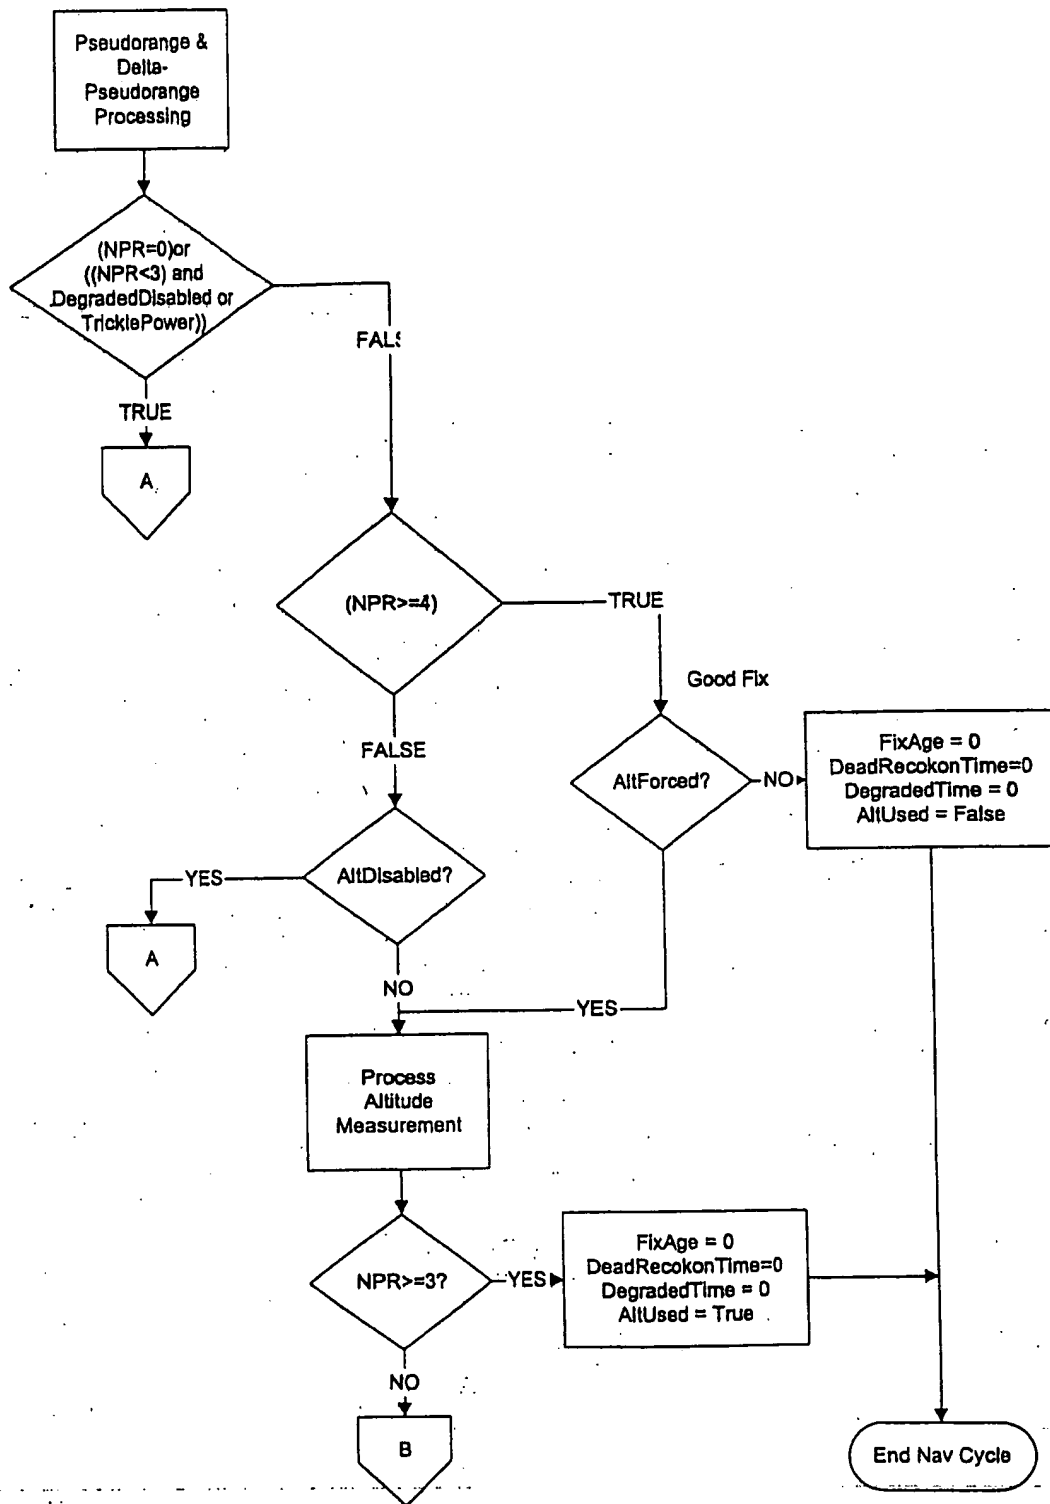 Pseudorange &
Delta-
Pseudorange
Processing
(NPR=0)or
((NPR<3) and
DegradedDisabled or
TricklePower))
FALS
TRUE
A
(NPR>=4)
TRUE
Good Fix
FALSE
AltForced?
NO
FixAge = 0
DeadRecokonTime=0
DegradedTime = 0
AltUsed = False
AltDisabled?
YES
A
NO
YES
Process
Altitude
Measurement
NPR>=3?
YES
FixAge = 0
DeadRecokonTime=0
DegradedTime = 0
AltUsed = True
NO
B
End Nav Cycle